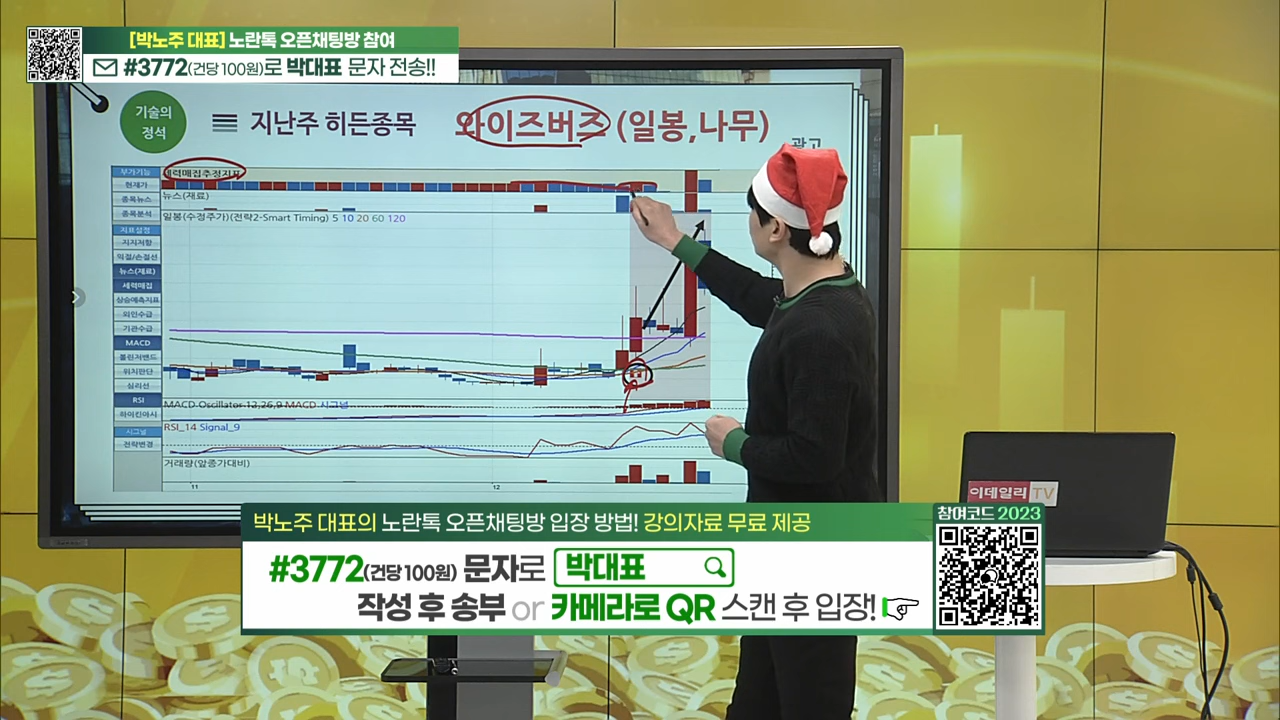 [박노주 대표] 노란톡 오픈채팅방 참여
#3772(건당 100원)로 박대표 문자 전송!!
기술의
정석
지난주 히든종목
와이즈버즈 (일봉,나무)
광고
부가기능
현재가
종목뉴스
종목분석
지표설정
지지저항
익절/손절선
뉴스(재료)
세력매집
상승예측지표
외인수급
기관수급
MACD
볼린저밴드
위치판단
심리선
RSI
하이킨아시
시그널
전략변경
세력매집추정지표
뉴스(재료)
일봉(수정주가)(전략2-Smart Timing) 5 10 20 60 120
MACD Oscillator 12,26,9 MACD 시그널
RSI_14 Signal_9
거래량(앞종가대비)
11
12
이데일리 TV
박노주 대표의 노란톡 오픈채팅방 입장 방법! 강의자료 무료 제공
#3772(건당 100원) 문자로 박대표
작성 후 송부 or 카메라로 QR 스캔 후 입장!
참여코드 2023